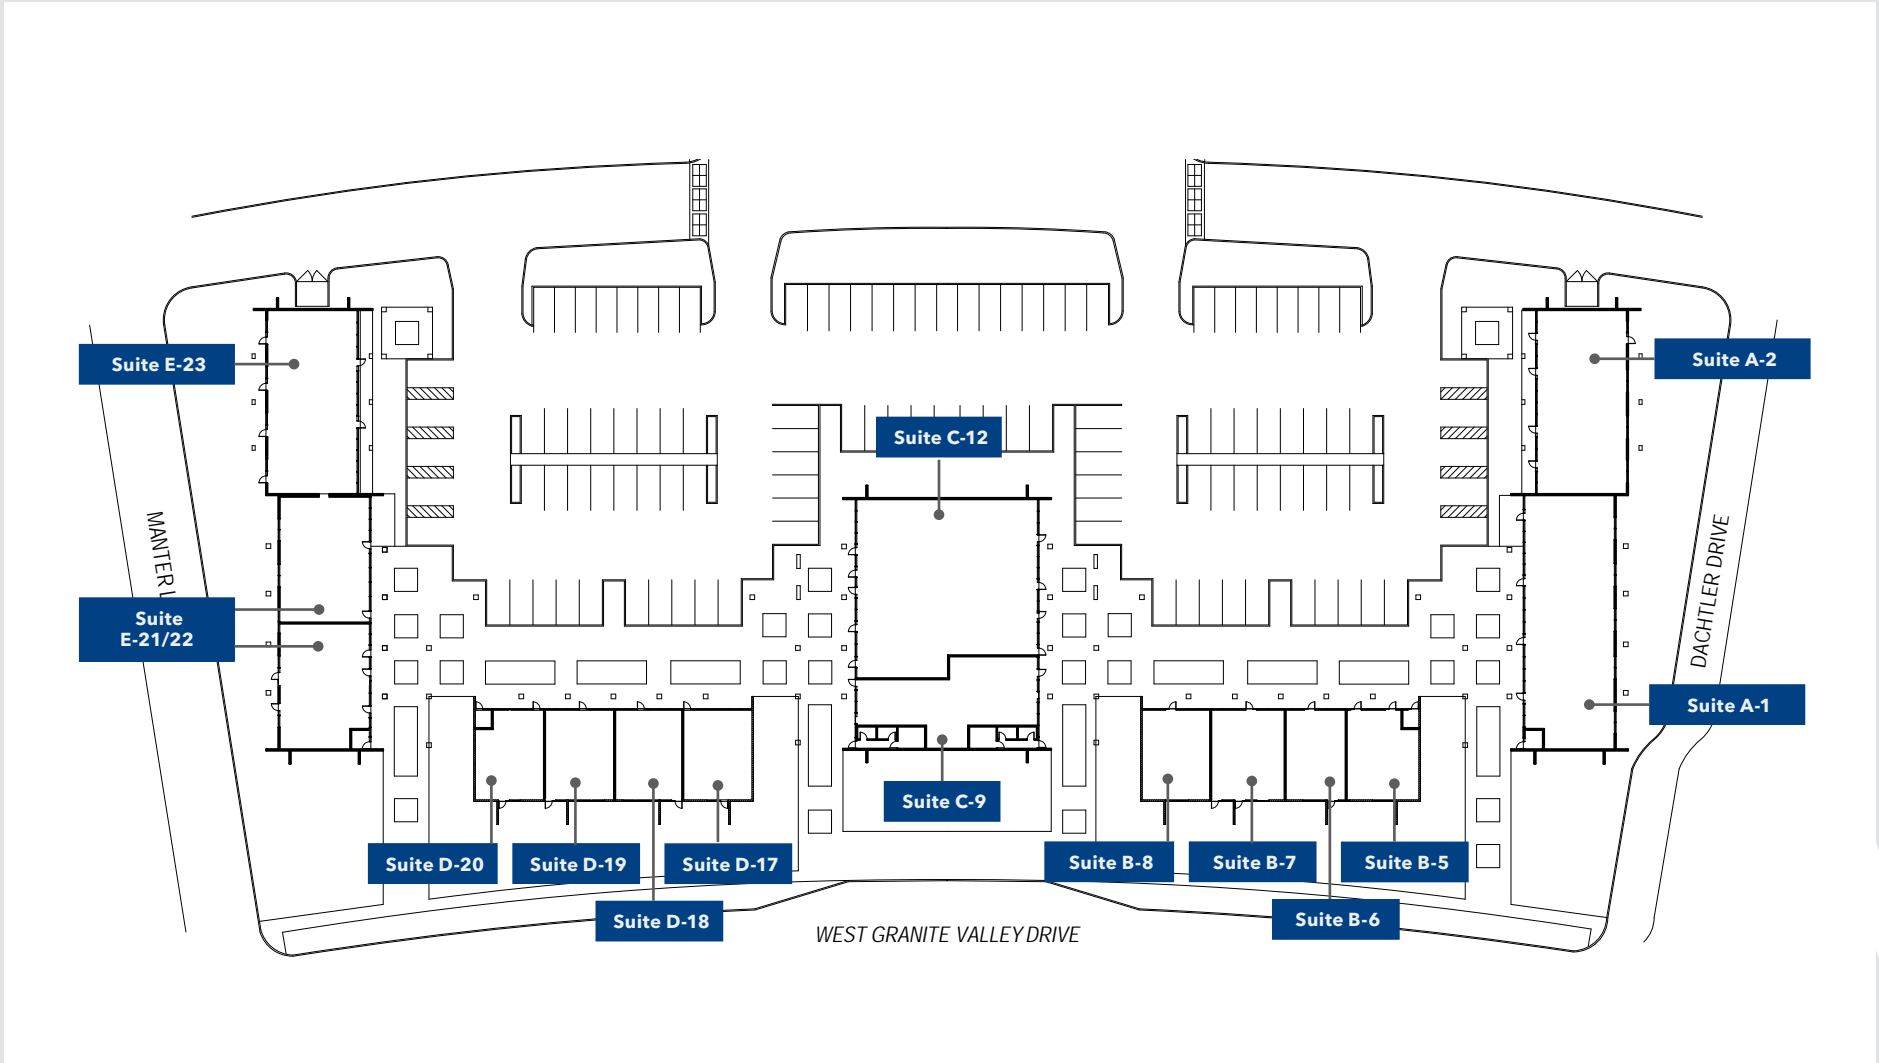 Suite E-23
Suite A-2
Suite C-12
MANTER L
DACHTLER DRIVE
Suite
E-21/22
Suite A-1
Suite C-9
Suite D-20
Suite D-19
Suite D-17
Suite B-8
Suite B-7
Suite B-5
Suite D-18
Suite B-6
WEST GRANITE VALLEY DRIVE